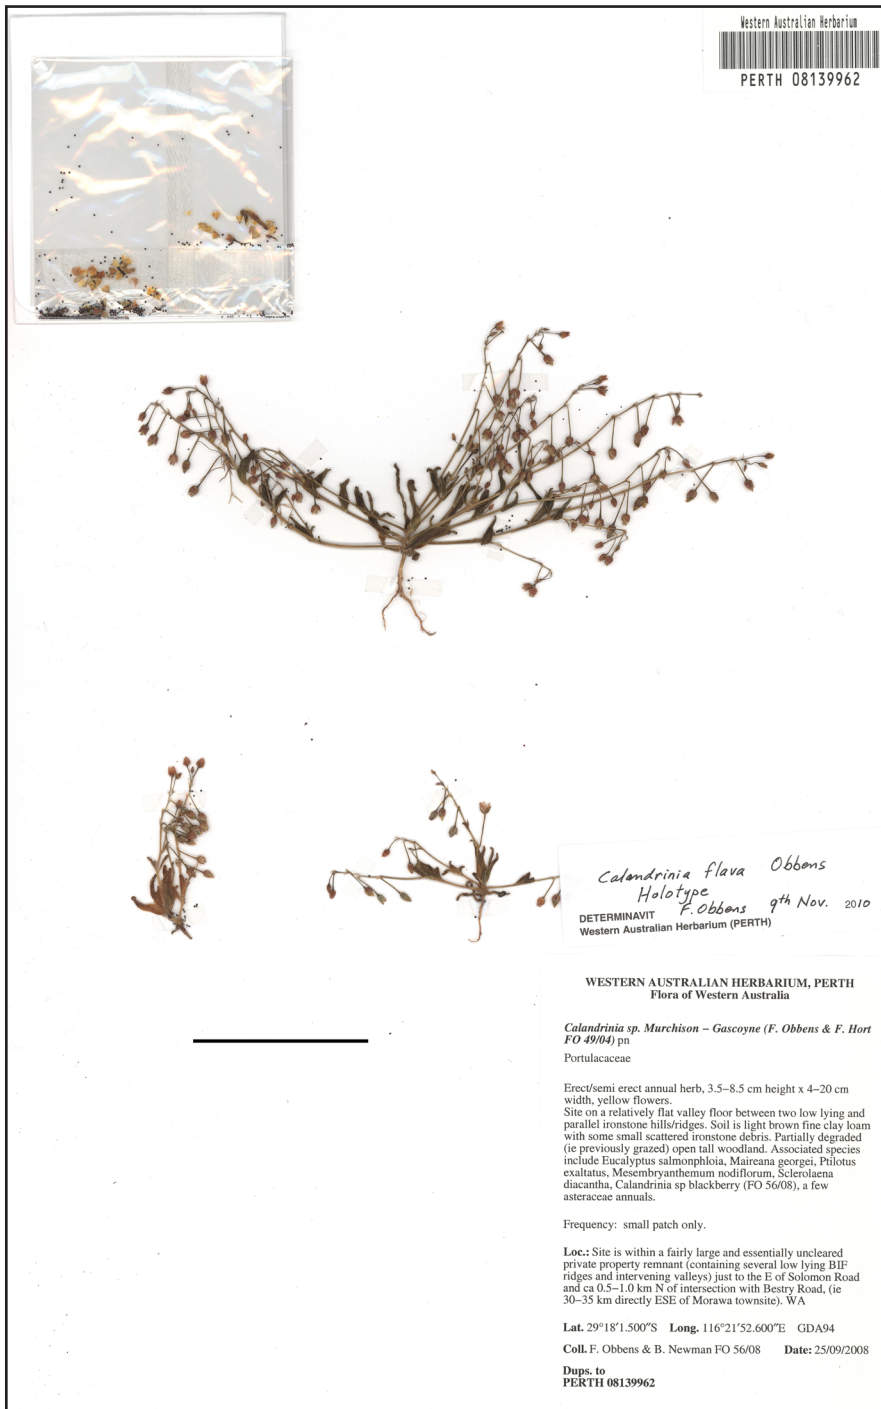 Western Australian Herbarium
PERTH 08139962
Calandrinia flava Obbens
Holotype
F. Obbens 9th Nov. 2010
DETERMINAVIT
Western Australian Herbarium (PERTH)
WESTERN AUSTRALIAN HERBARIUM, PERTH
Flora of Western Australia
Calandrinia sp. Murchison – Gascoyne (F. Obbens & F. Hort
FO 49/04) pn
Portulacaceae
Erect/semi erect annual herb, 3.5–8.5 cm height x 4–20 cm
width, yellow flowers.
Site on a relatively flat valley floor between two low lying and
parallel ironstone hills/ridges. Soil is light brown fine clay loam
with some small scattered ironstone debris. Partially degraded
(ie previously grazed) open tall woodland. Associated species
include Eucalyptus salmonphloia, Maireana georgei, Ptilotus
exaltatus, Mesembryanthemum nodiflorum, Sclerolaena
diacantha, Calandrinia sp blackberry (FO 56/08), a few
asteraceae annuals.
Frequency: small patch only.
Loc.: Site is within a fairly large and essentially uncleared
private property remnant (containing several low lying BIF
ridges and intervening valleys) just to the E of Solomon Road
and ca 0.5–1.0 km N of intersection with Bestry Road, (ie
30–35 km directly ESE of Morawa townsite). WA
Lat. 29°18′1.500″S Long. 116°21′52.600″E GDA94
Coll. F. Obbens & B. Newman FO 56/08 Date: 25/09/2008
Dups. to
PERTH 08139962